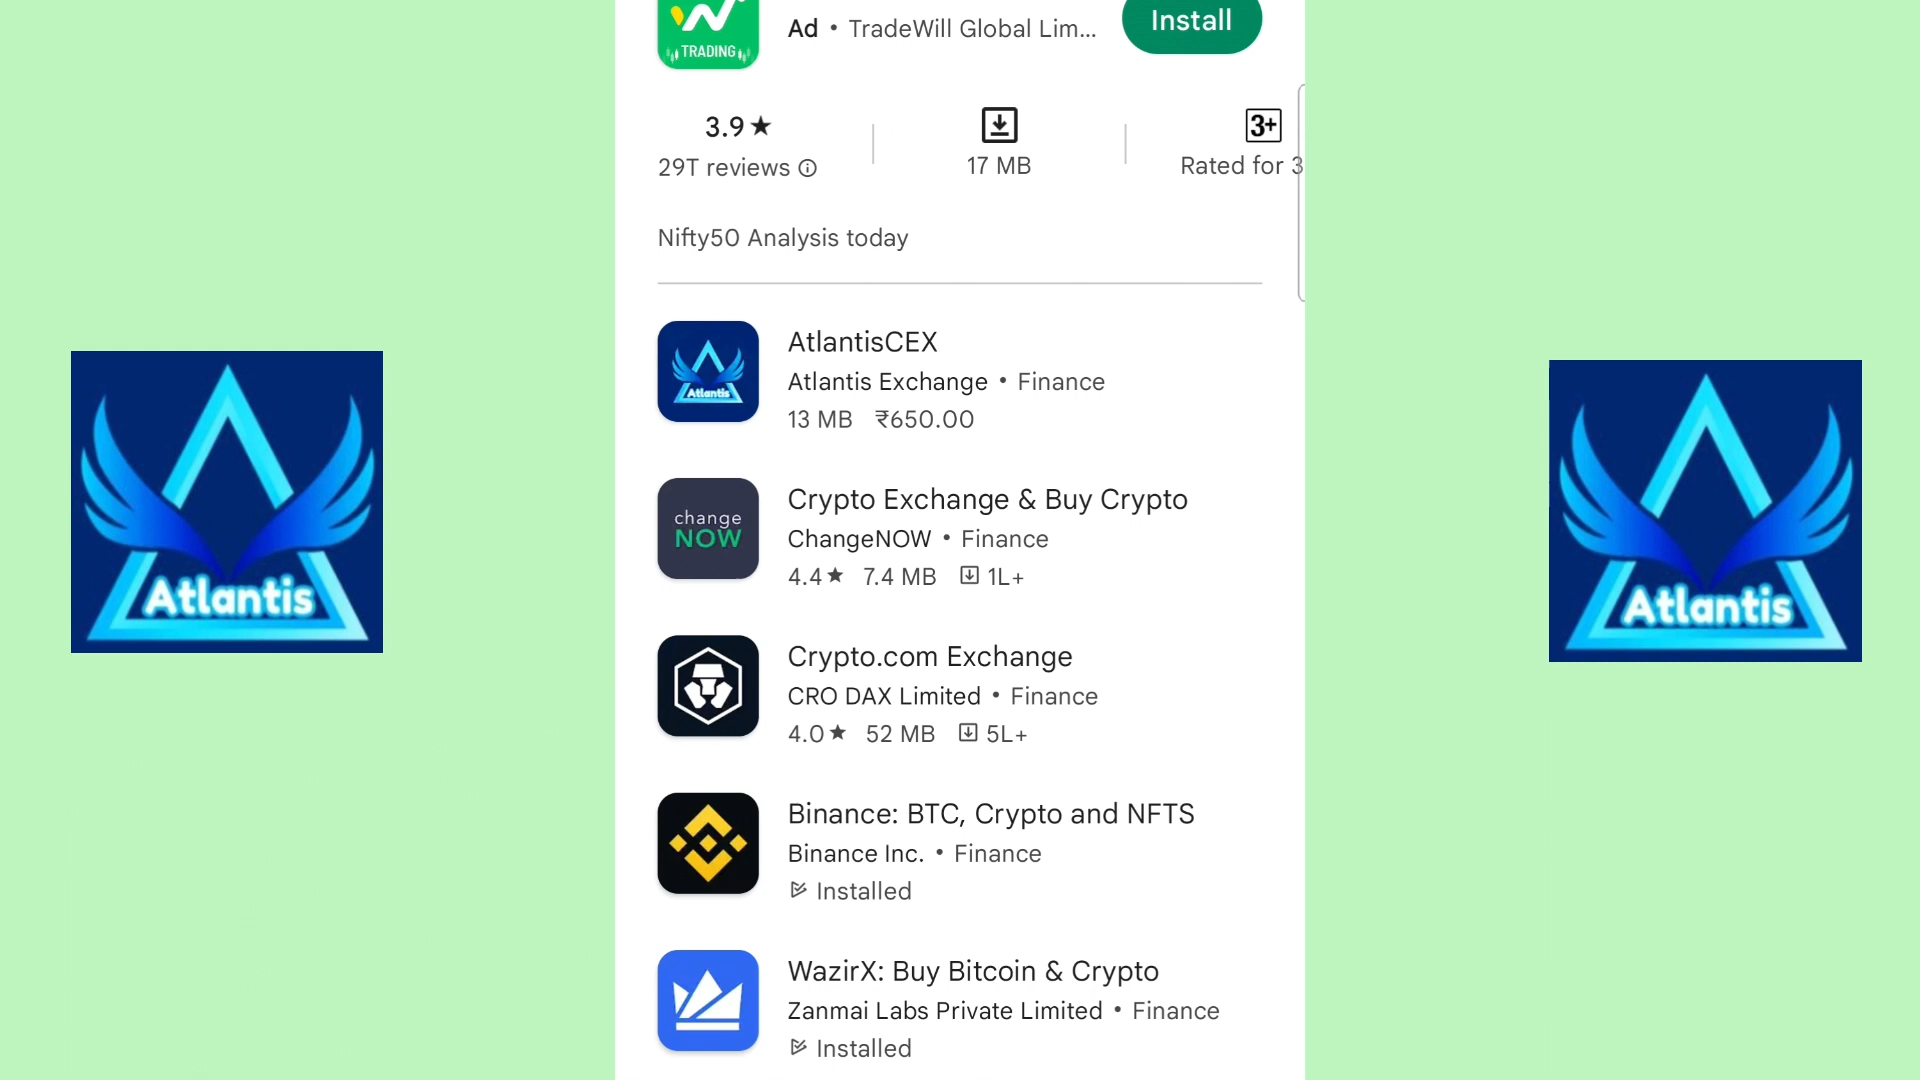 TRADING
Ad • TradeWill Global Lim...
Install
3.9★
29T reviews
17 MB
3+
Rated for 3
Nifty50 Analysis today
AtlantisCEX
Atlantis Exchange • Finance
13 MB ₹650.00
Atlantis
change
NOW
Crypto Exchange & Buy Crypto
ChangeNOW • Finance
4.4★ 7.4 MB 1L+
Crypto.com Exchange
CRO DAX Limited • Finance
4.0★ 52 MB 5L+
Binance: BTC, Crypto and NFTS
Binance Inc. • Finance
Installed
WazirX: Buy Bitcoin & Crypto
Zanmai Labs Private Limited • Finance
Installed
Atlantis
Atlantis